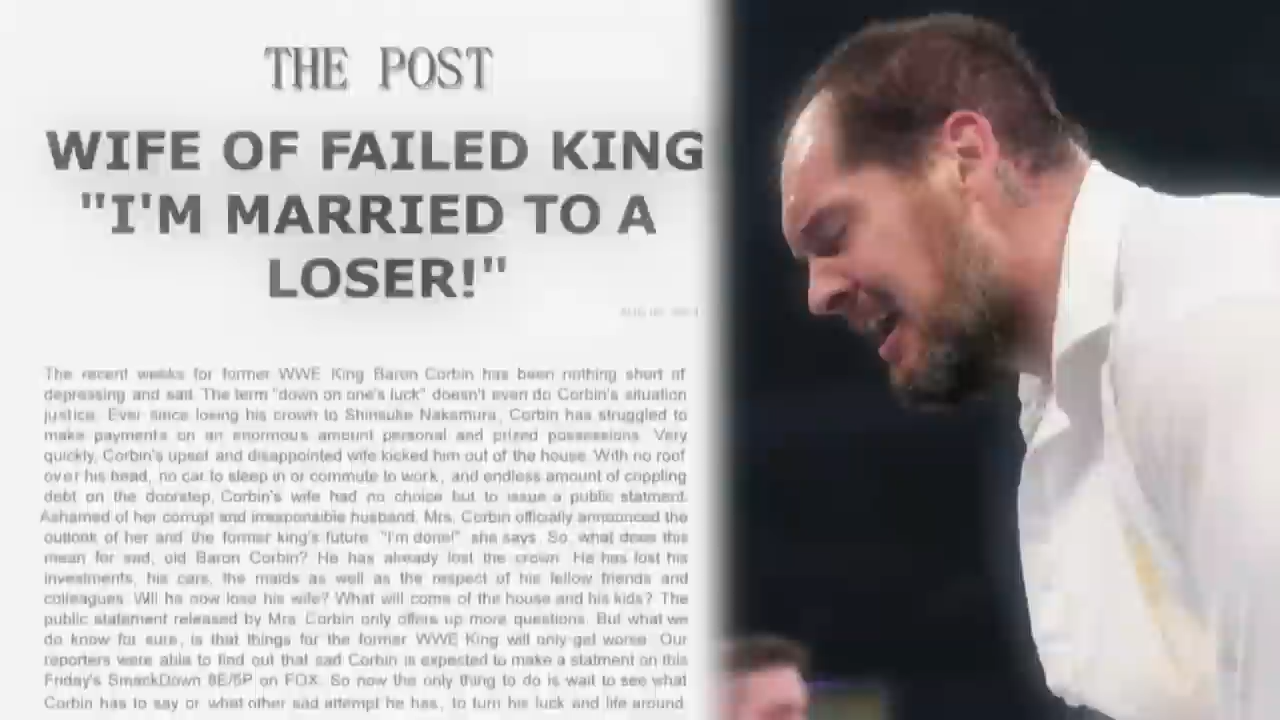 THE POST
WIFE OF FAILED KING
"I'M MARRIED TO A
LOSER!"
The recent weeks for former WWE King Baron Corbin has been nothing short of
depressing and sad. The term "down on one's luck" doesn't even do Corbin's situation
justice. Ever since losing his crown to Shinsuke Nakamura, Corbin has struggled to
make payments on an enormous amount personal and prized possessions. Very
quickly, Corbin's upset and disappointed wife kicked him out of the house. With no roof
over his head, no car to sleep in or commute to work, and endless amount of crippling
debt on the doorstep, Corbin's wife had no choice but to issue a public statment.
Ashamed of her corrupt and irresponsible husband, Mrs. Corbin officially announced the
outlook of her and the former king's future. "I'm done!" she says. So, what does this
mean for sad, old Baron Corbin? He has already lost the crown. He has lost his
investments, his cars, the maids as well as the respect of his fellow friends and
colleagues. Will he now lose his wife? What will come of the house and his kids? The
public statement released by Mrs. Corbin only offers up more questions. But what we
do know for sure, is that things for the former WWE King will only get worse. Our
reporters were able to find out that sad Corbin is expected to make a statment on this
Friday's SmackDown 8E/5P on FOX. So now the only thing to do is wait to see what
Corbin has to say or what other sad attempt he has, to turn his luck and life around.